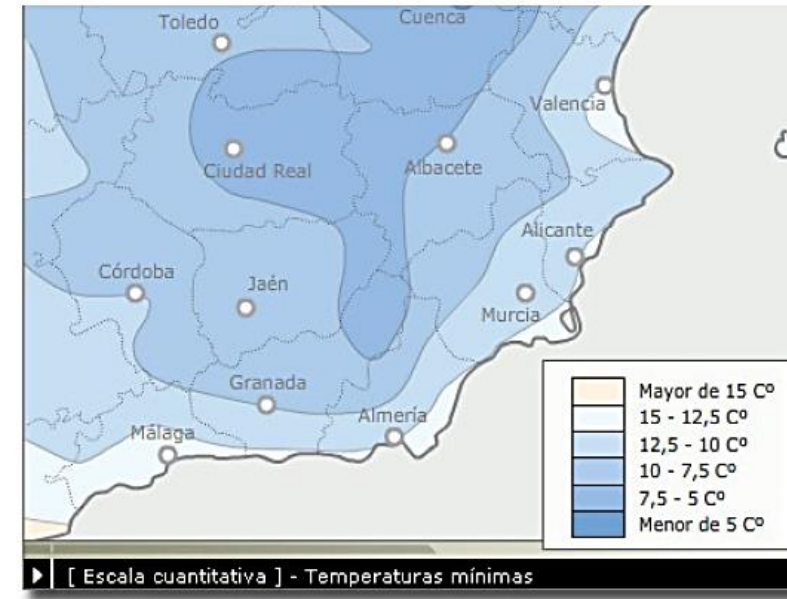 Toledo
Cuenca
Valencia
Ciudad Real
Albacete
Alicante
Córdoba
Jaén
Murcia
Granada
Almería
Málaga
Mayor de 15 Cº
15 - 12,5 Cº
12,5 - 10 Cº
10 - 7,5 Cº
7,5 - 5 Cº
Menor de 5 Cº
[ Escala cuantitativa ] - Temperaturas mínimas